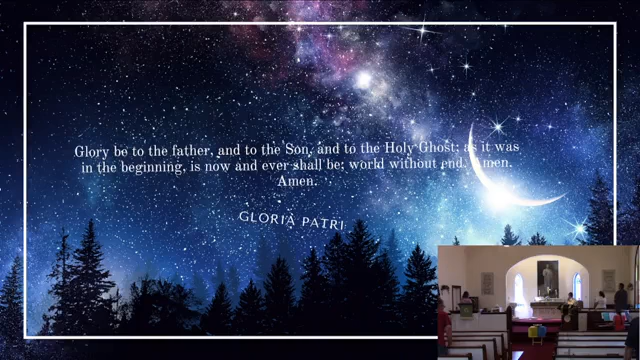 Glory be to the father, and to the Son, and to the Holy Ghost; as it was
in the beginning, is now and ever shall be; world without end. Amen.
Amen.
GLORIA PATRI